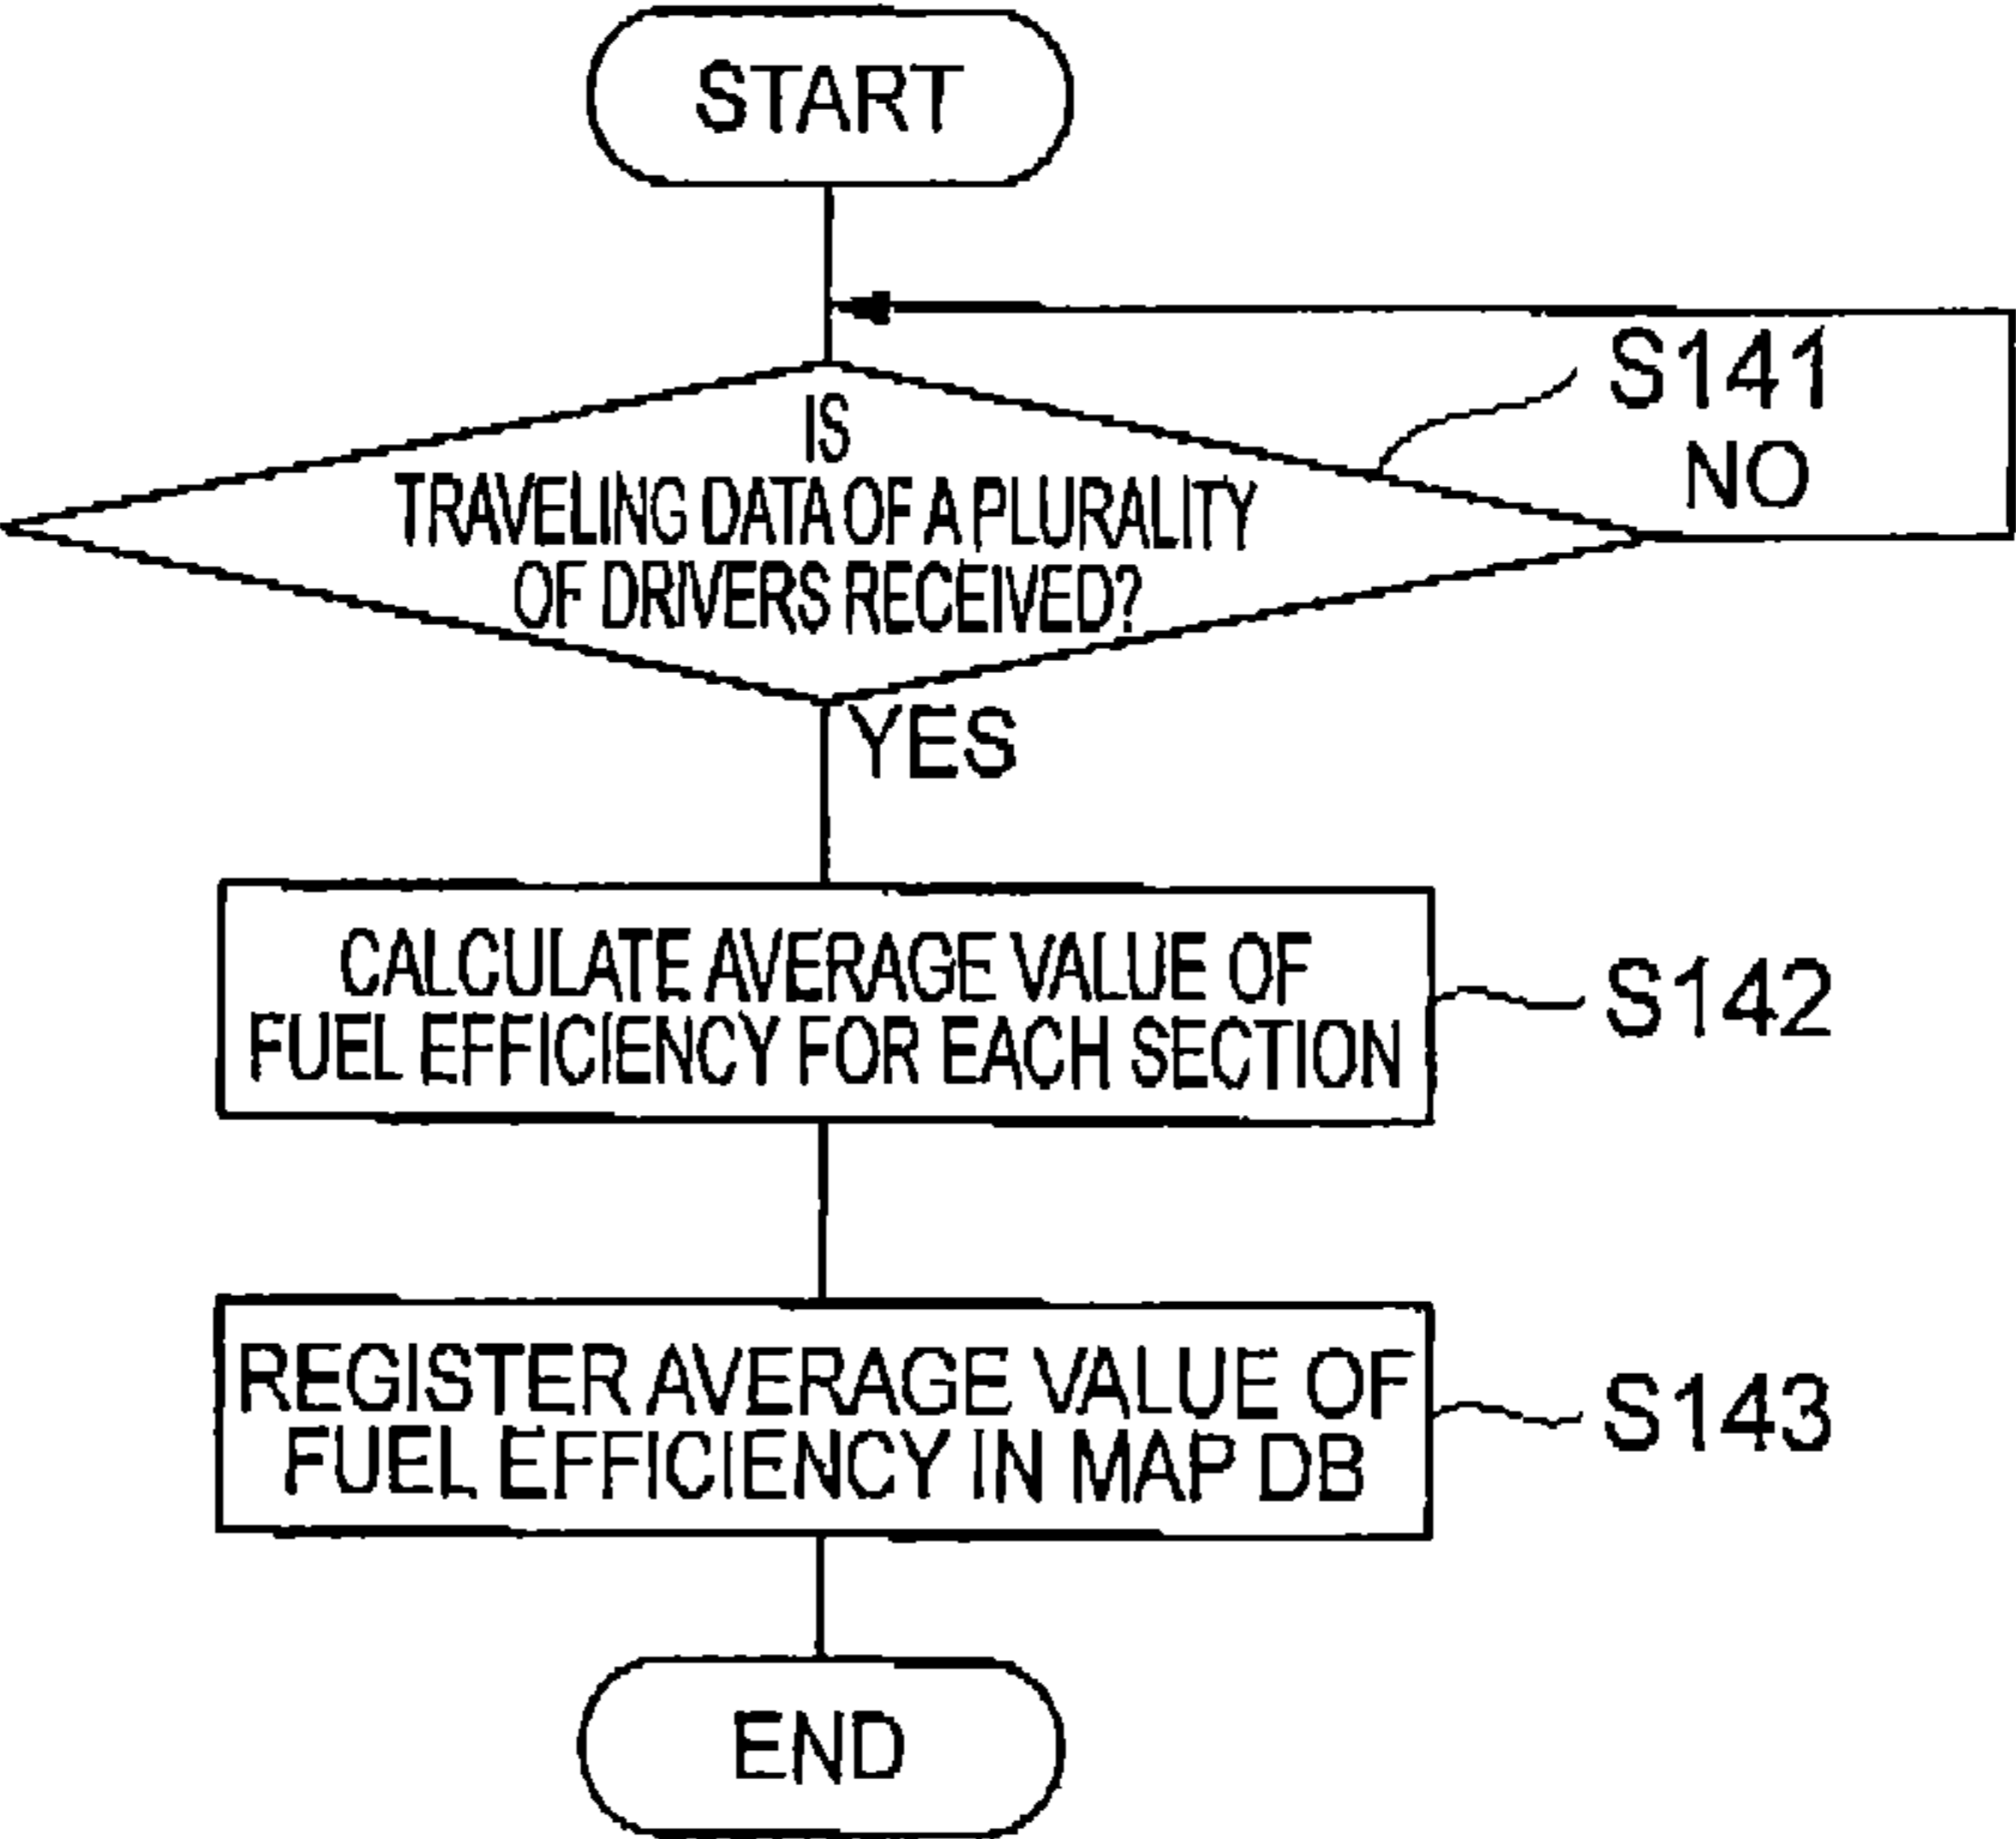 START
S141
NO
IS
TRAVELING DATA OF A PLURALITY
OF DRIVERS RECEIVED?
YES
CALCULATE AVERAGE VALUE OF
FUEL EFFICIENCY FOR EACH SECTION
S142
REGISTER AVERAGE VALUE OF
FUEL EFFICIENCY IN MAP DB
S143
END